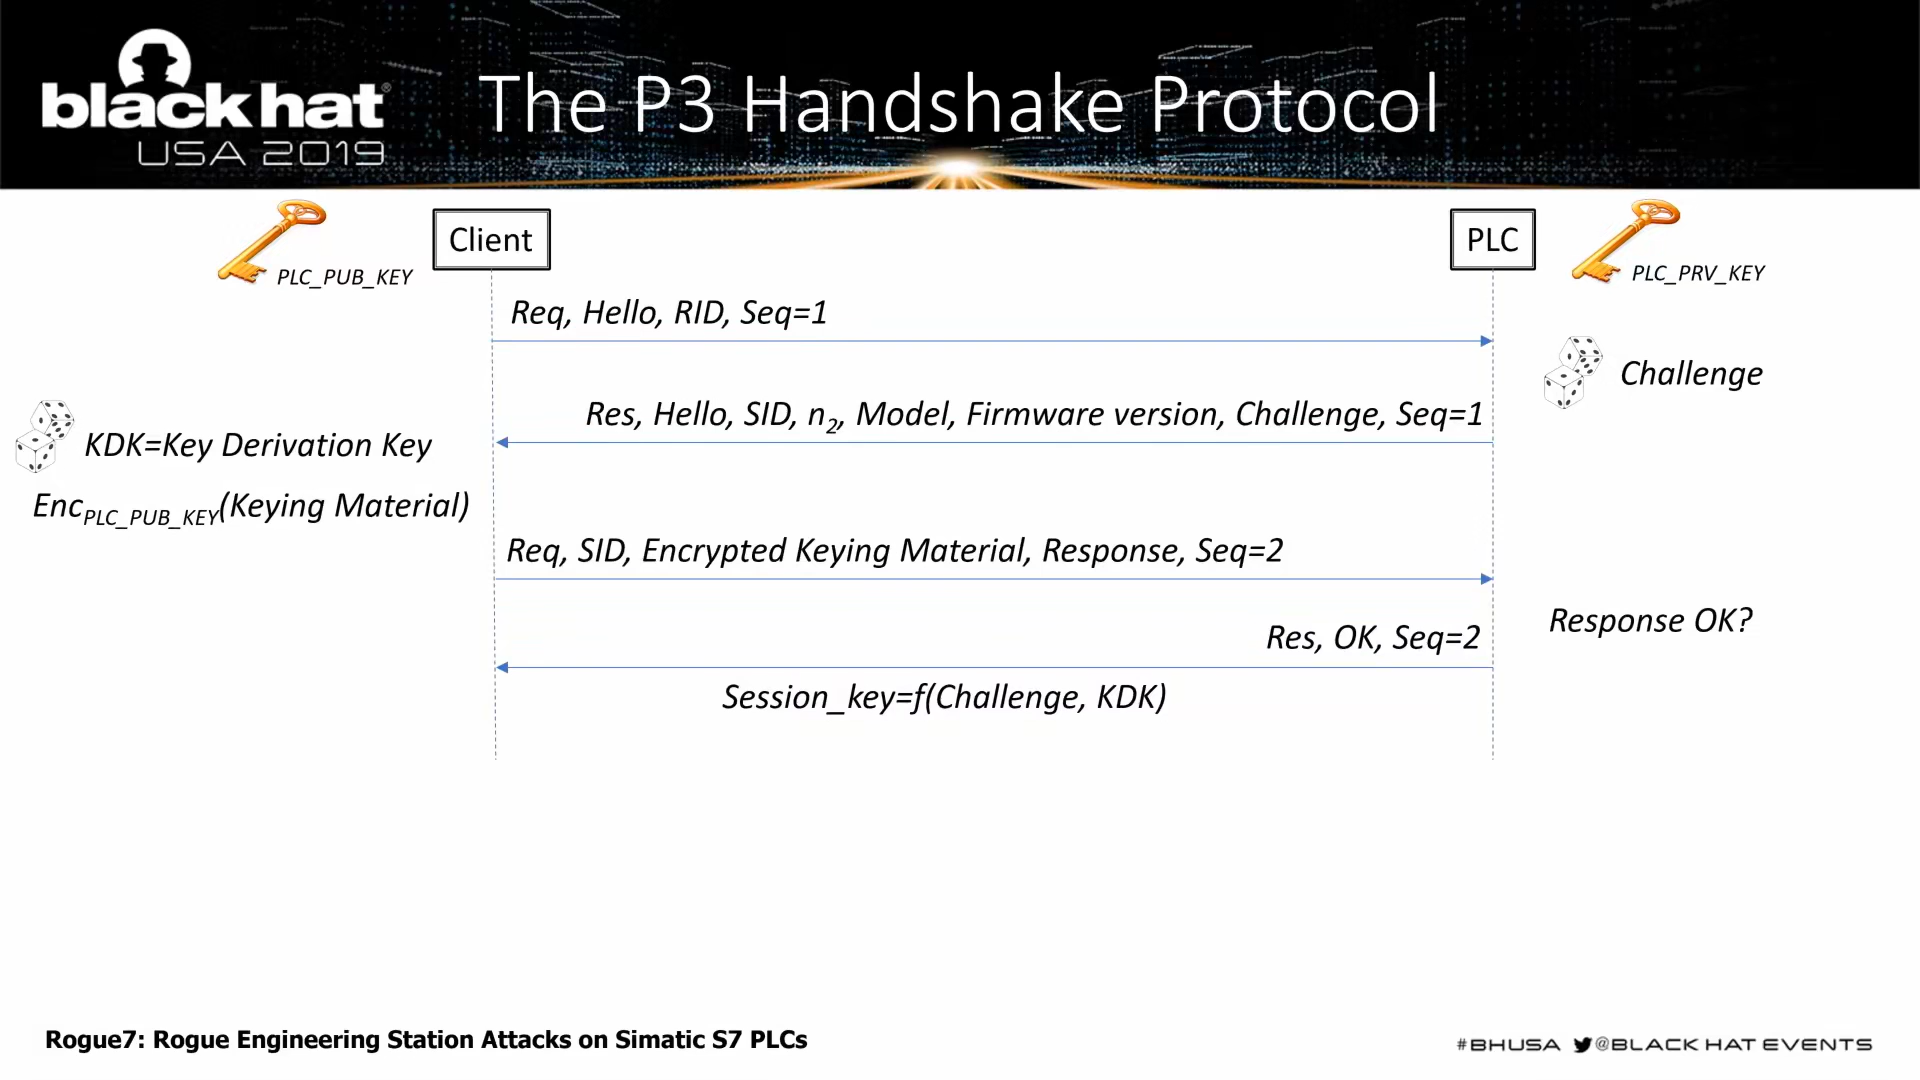 black hat®
USA 2019
The P3 Handshake Protocol
Client
PLC
PLC_PUB_KEY
PLC_PRV_KEY
Req, Hello, RID, Seq=1
Challenge
Res, Hello, SID, n2, Model, Firmware version, Challenge, Seq=1
KDK=Key Derivation Key
EncPLC_PUB_KEY(Keying Material)
Req, SID, Encrypted Keying Material, Response, Seq=2
Response OK?
Res, OK, Seq=2
Session_key=f(Challenge, KDK)
Rogue7: Rogue Engineering Station Attacks on Simatic S7 PLCs
#BHUSA @BLACK HAT EVENTS